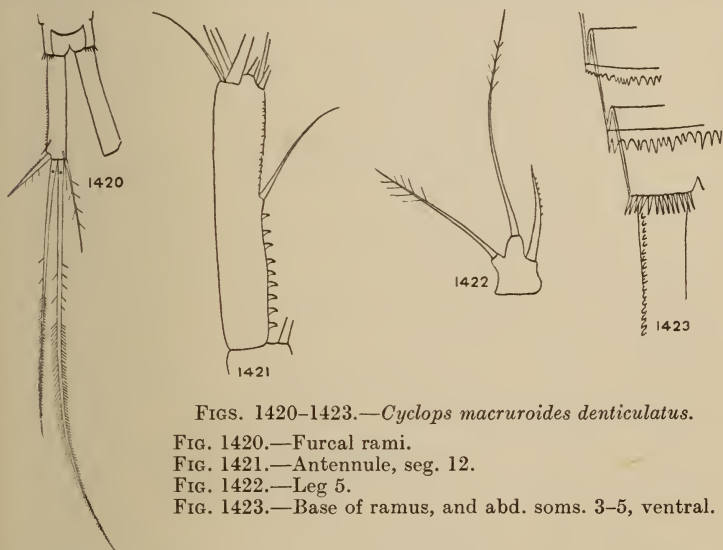 1420
1421
1422
1423
FIGS. 1420–1423.—Cyclops macruroides denticulatus.
FIG. 1420.—Furcal rami.
FIG. 1421.—Antennule, seg. 12.
FIG. 1422.—Leg 5.
FIG. 1423.—Base of ramus, and abd. soms. 3–5, ventral.